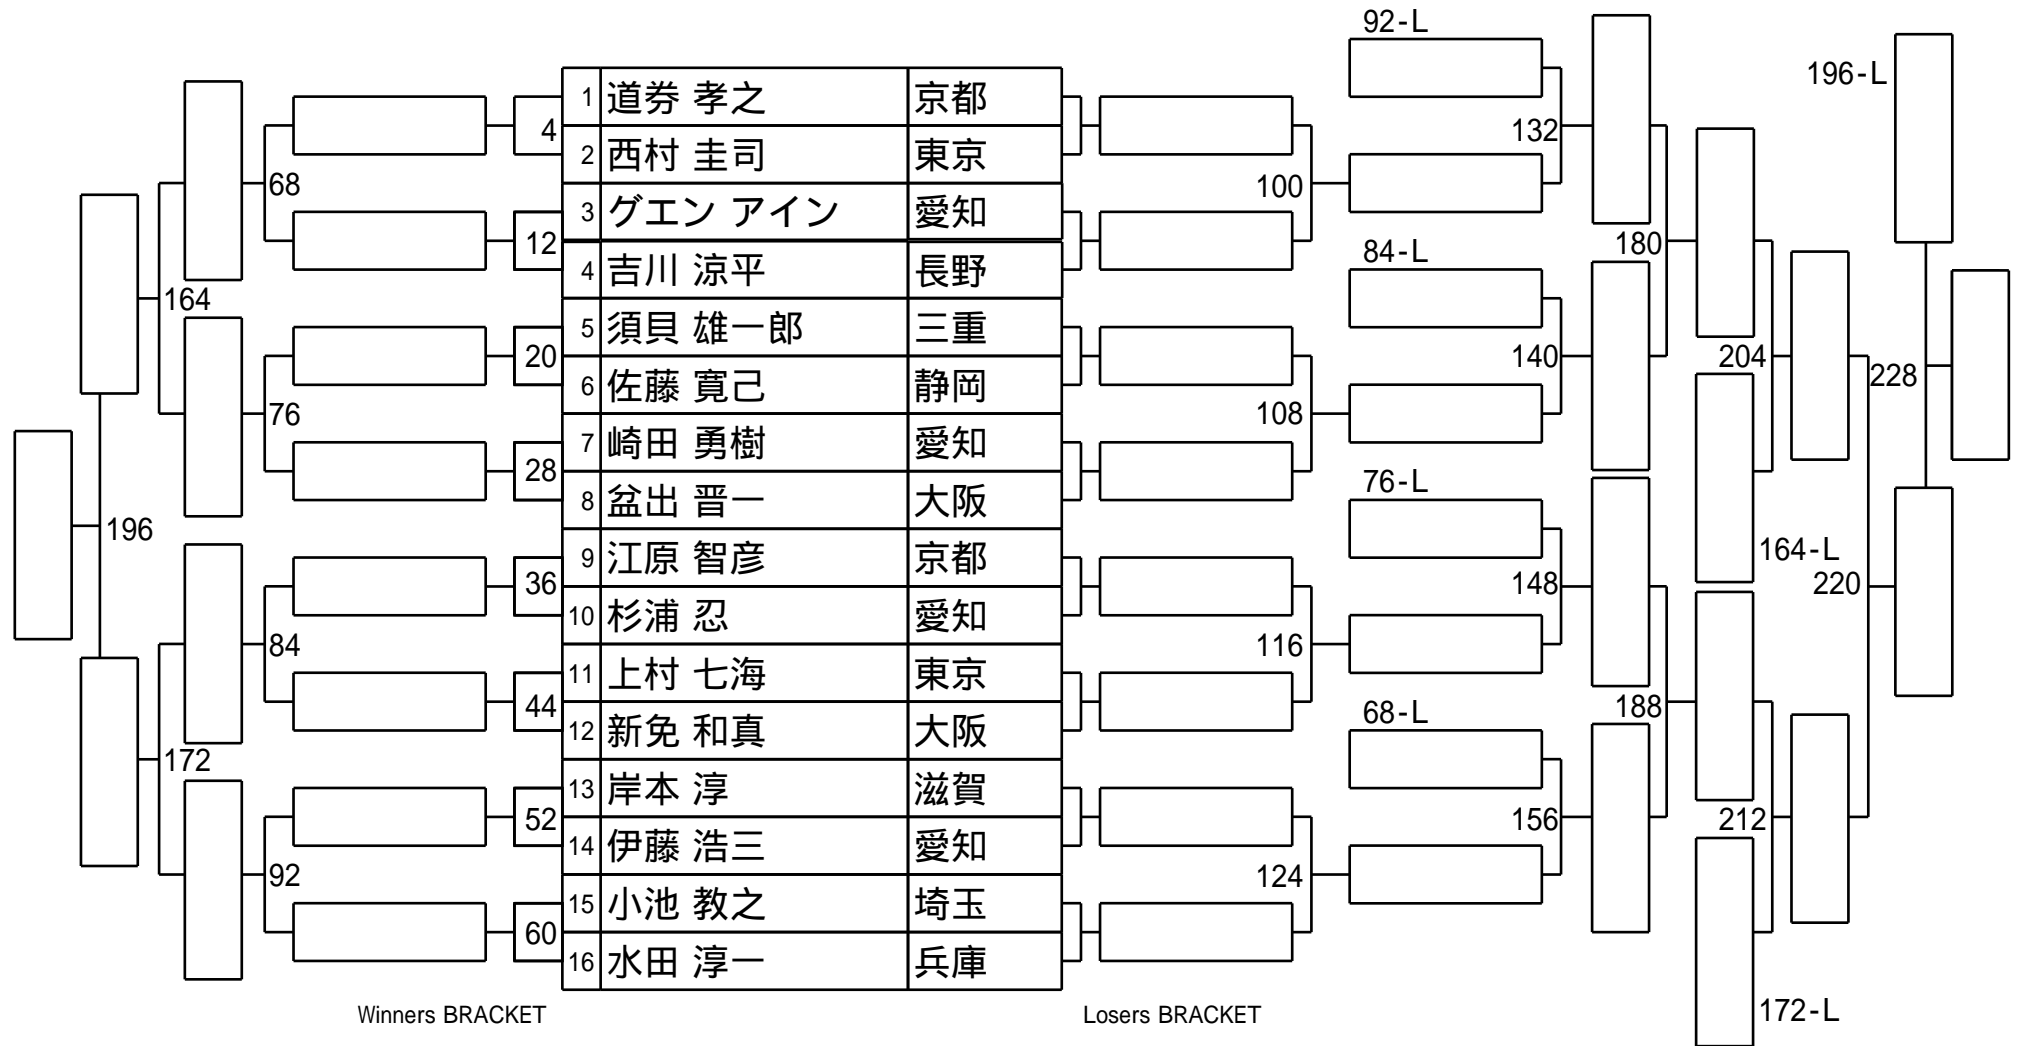 92-L
196-L
1 道券 孝之 京都
4
132
2 西村 圭司 東京
68
100
3 グエン アイン 愛知
12
180
84-L
4 吉川 涼平 長野
164
5 須貝 雄一郎 三重
20
140
204
228
6 佐藤 寛己 静岡
76
108
7 崎田 勇樹 愛知
28
76-L
8 盆出 晋一 大阪
196
164-L
9 江原 智彦 京都
36
148
220
10 杉浦 忍 愛知
84
116
11 上村 七海 東京
44
188
68-L
12 新免 和真 大阪
172
13 岸本 淳 滋賀
52
156
212
14 伊藤 浩三 愛知
92
124
15 小池 教之 埼玉
60
16 水田 淳一 兵庫
Winners BRACKET
Losers BRACKET
172-L